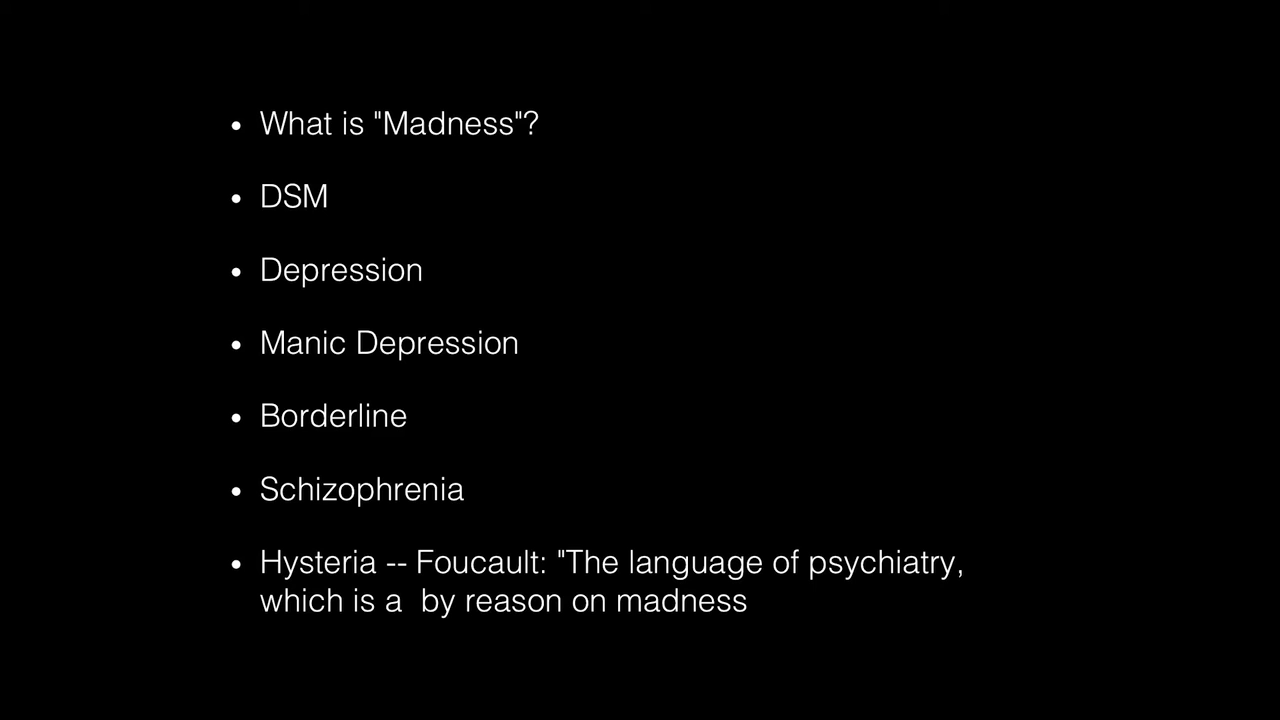 • What is "Madness"?
• DSM
• Depression
• Manic Depression
• Borderline
• Schizophrenia
• Hysteria -- Foucault: "The language of psychiatry,
which is a  by reason on madness